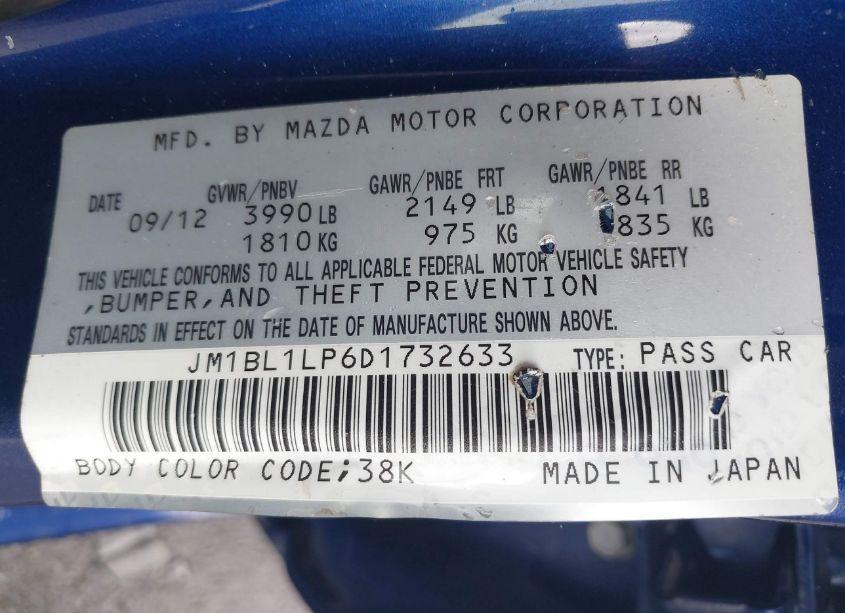 MFD. BY MAZDA MOTOR CORPORATION
DATE GVWR/PNBV GAWR/PNBE FRT GAWR/PNBE RR
09/12 3990 LB 2149 LB 1841 LB
1810 KG 975 KG 835 KG
THIS VEHICLE CONFORMS TO ALL APPLICABLE FEDERAL MOTOR VEHICLE SAFETY
,BUMPER,AND THEFT PREVENTION
STANDARDS IN EFFECT ON THE DATE OF MANUFACTURE SHOWN ABOVE.
JM1BL1LP6D1732633 TYPE: PASS CAR
BODY COLOR CODE;38K MADE IN JAPAN